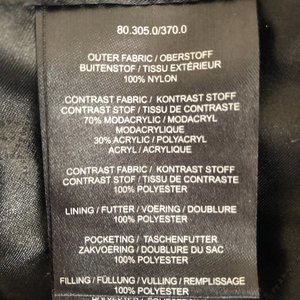 80.305.0/370.0
OUTER FABRIC / OBERSTOFF
BUITENSTOF / TISSU EXTÉRIEUR
100% NYLON
CONTRAST FABRIC / KONTRAST STOFF
CONTRAST STOF / TISSU DE CONTRASTE
70% MODACRYLIC / MODACRYL
MODACRYLIQUE
30% ACRYLIC / POLYACRYL
ACRYL / ACRYLIQUE
CONTRAST FABRIC / KONTRAST STOFF
CONTRAST STOF / TISSU DE CONTRASTE
100% POLYESTER
LINING / FUTTER / VOERING / DOUBLURE
100% POLYESTER
POCKETING / TASCHENFUTTER
ZAKVOERING / DOUBLURE DU SAC
100% POLYESTER
FILLING / FÜLLUNG / VULLING / REMPLISSAGE
100% POLYESTER